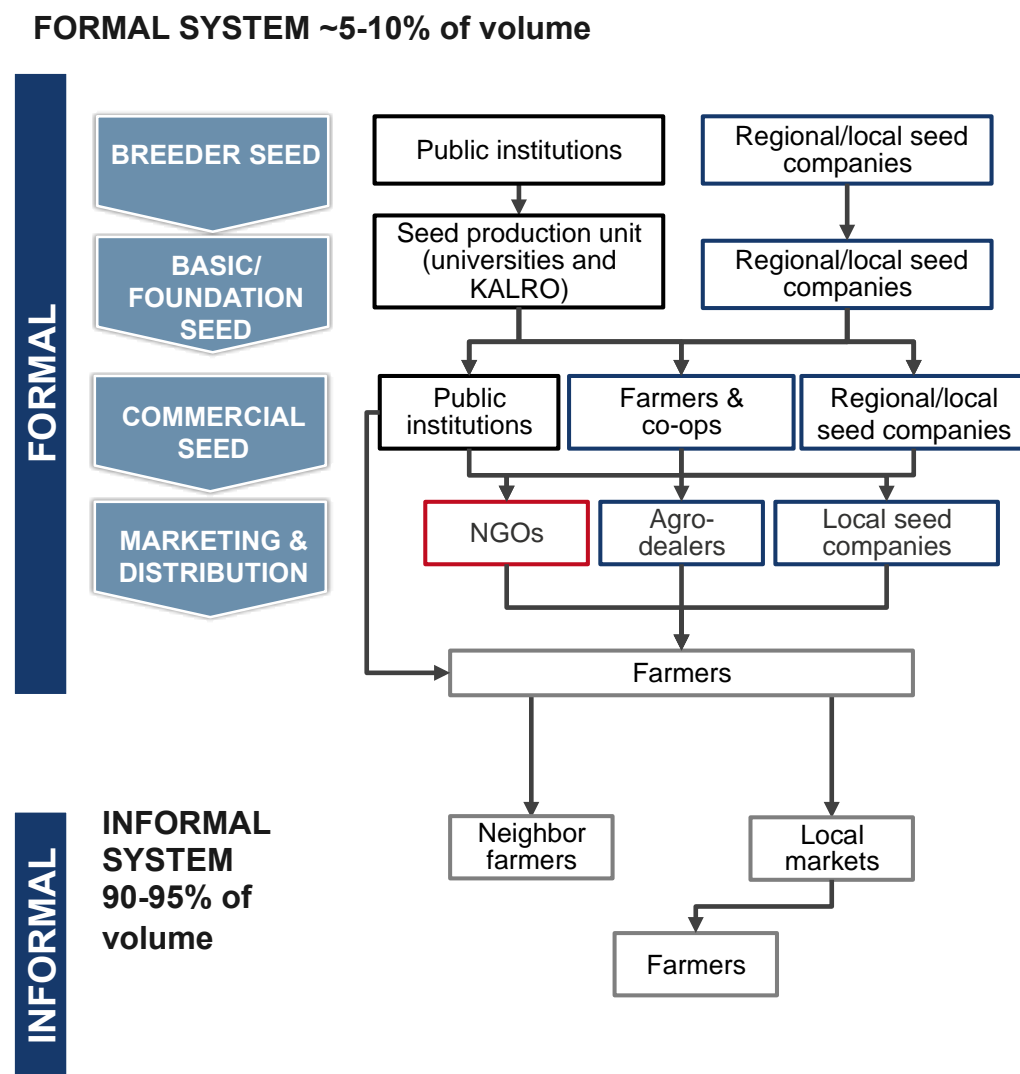 FORMAL SYSTEM ~5-10% of volume
FORMAL
BREEDER SEED
Public institutions
Regional/local seed
companies
BASIC/
FOUNDATION
SEED
Seed production unit
(universities and
KALRO)
Regional/local seed
companies
COMMERCIAL
SEED
Public
institutions
Farmers &
co-ops
Regional/local
seed companies
MARKETING &
DISTRIBUTION
NGOs
Agro-
dealers
Local seed
companies
Farmers
INFORMAL
INFORMAL
SYSTEM
90-95% of
volume
Neighbor
farmers
Local
markets
Farmers